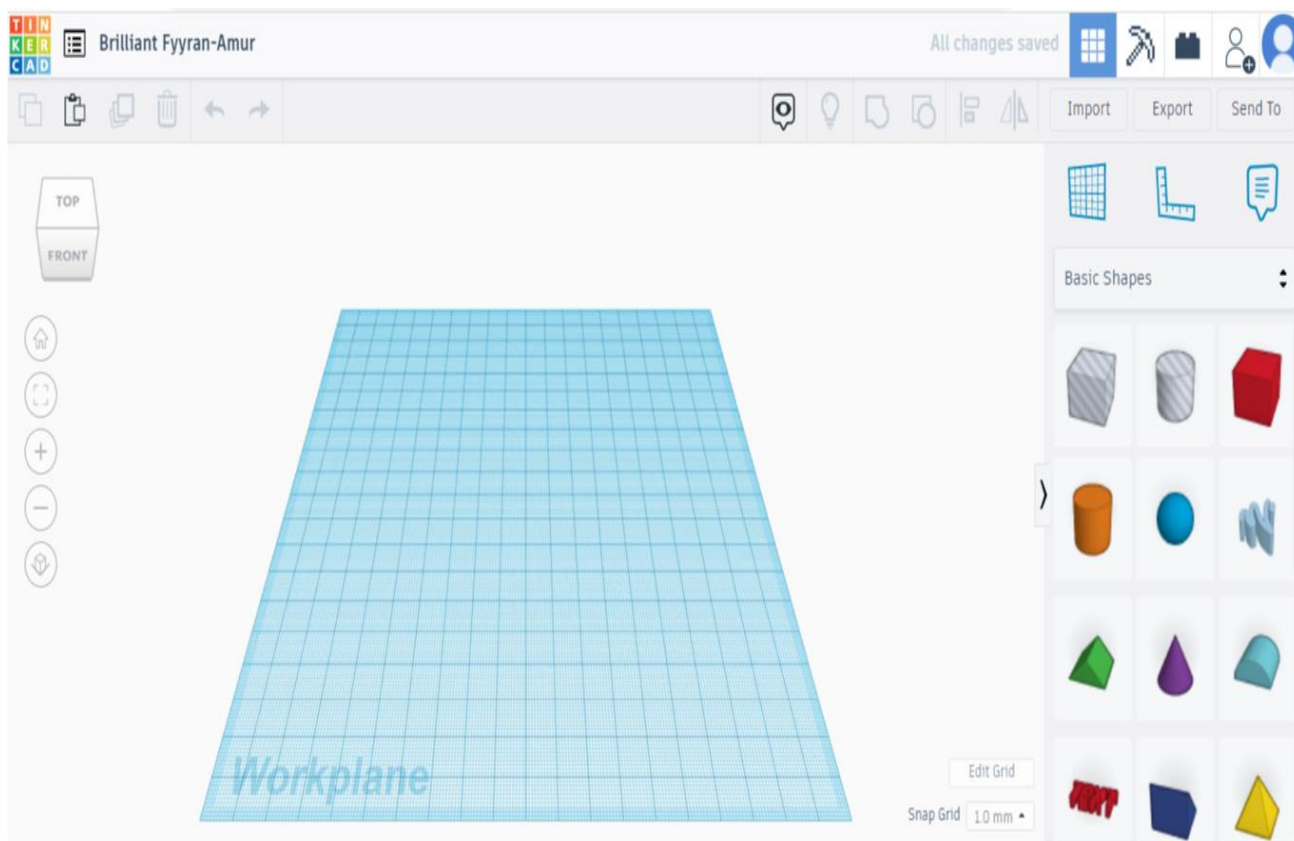 TIN
KER
CAD
Brilliant Fyyran-Amur
All changes saved
Import
Export
Send To
TOP
FRONT
Basic Shapes
Workplane
Edit Grid
Snap Grid 1.0 mm
TEXT